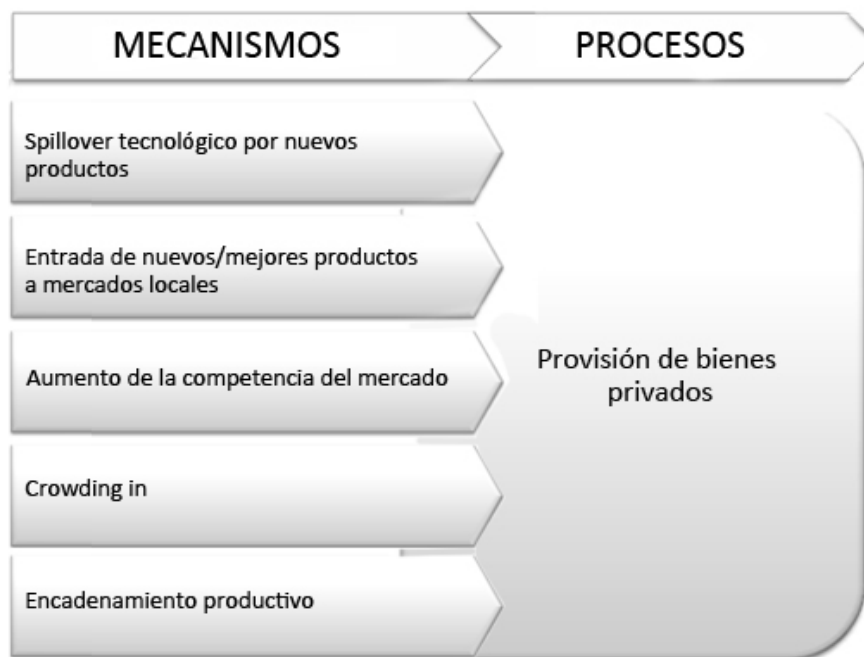 MECANISMOS
PROCESOS
Spillover tecnológico por nuevos
productos
Entrada de nuevos/mejores productos
a mercados locales
Aumento de la competencia del mercado
Crowding in
Encadenamiento productivo
Provisión de bienes
privados